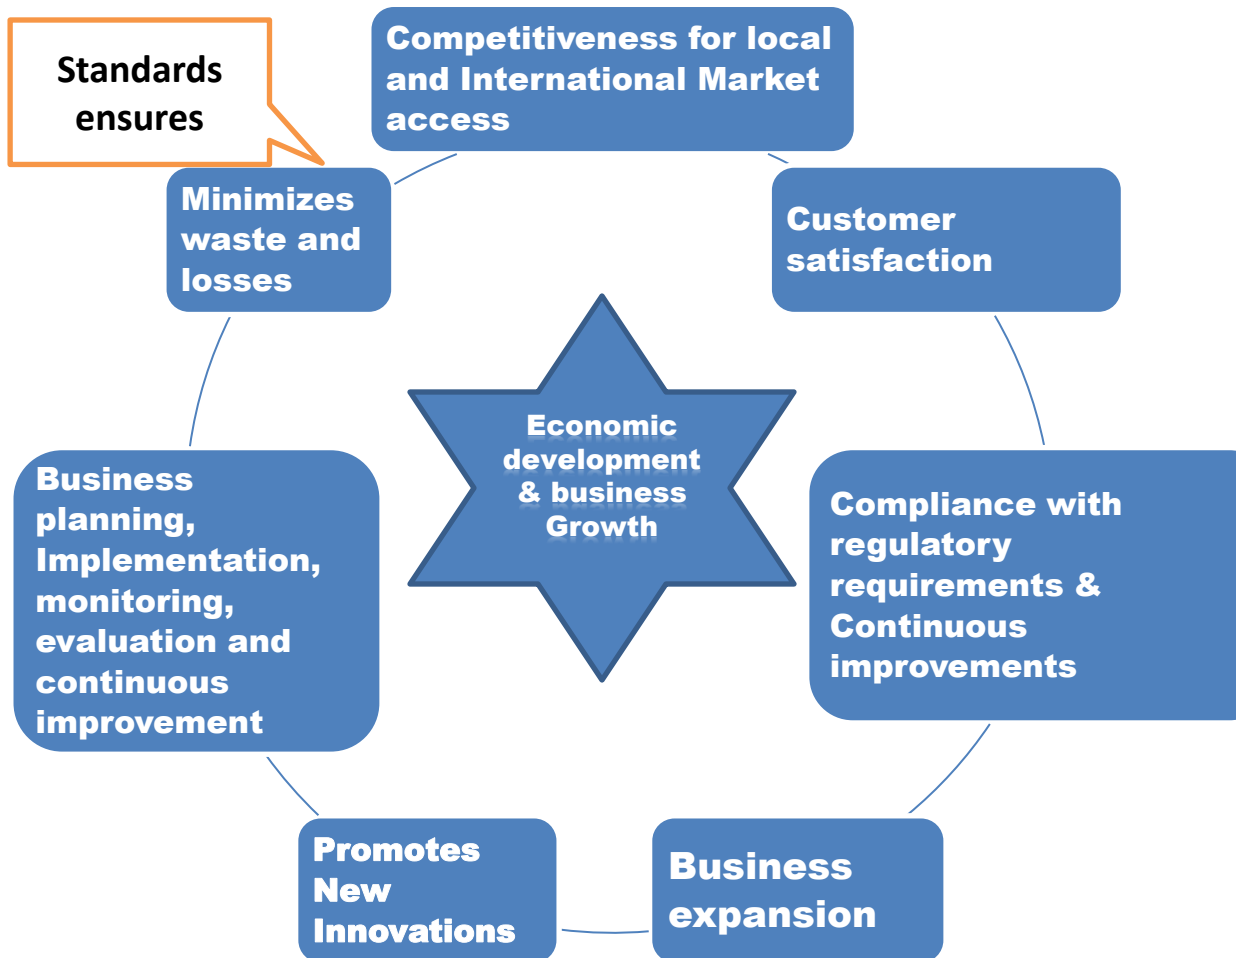 Standards
ensures
Competitiveness for local
and International Market
access
Minimizes
waste and
losses
Customer
satisfaction
Economic
development
& business
Growth
Business
planning,
Implementation,
monitoring,
evaluation and
continuous
improvement
Compliance with
regulatory
requirements &
Continuous
improvements
Promotes
New
Innovations
Business
expansion